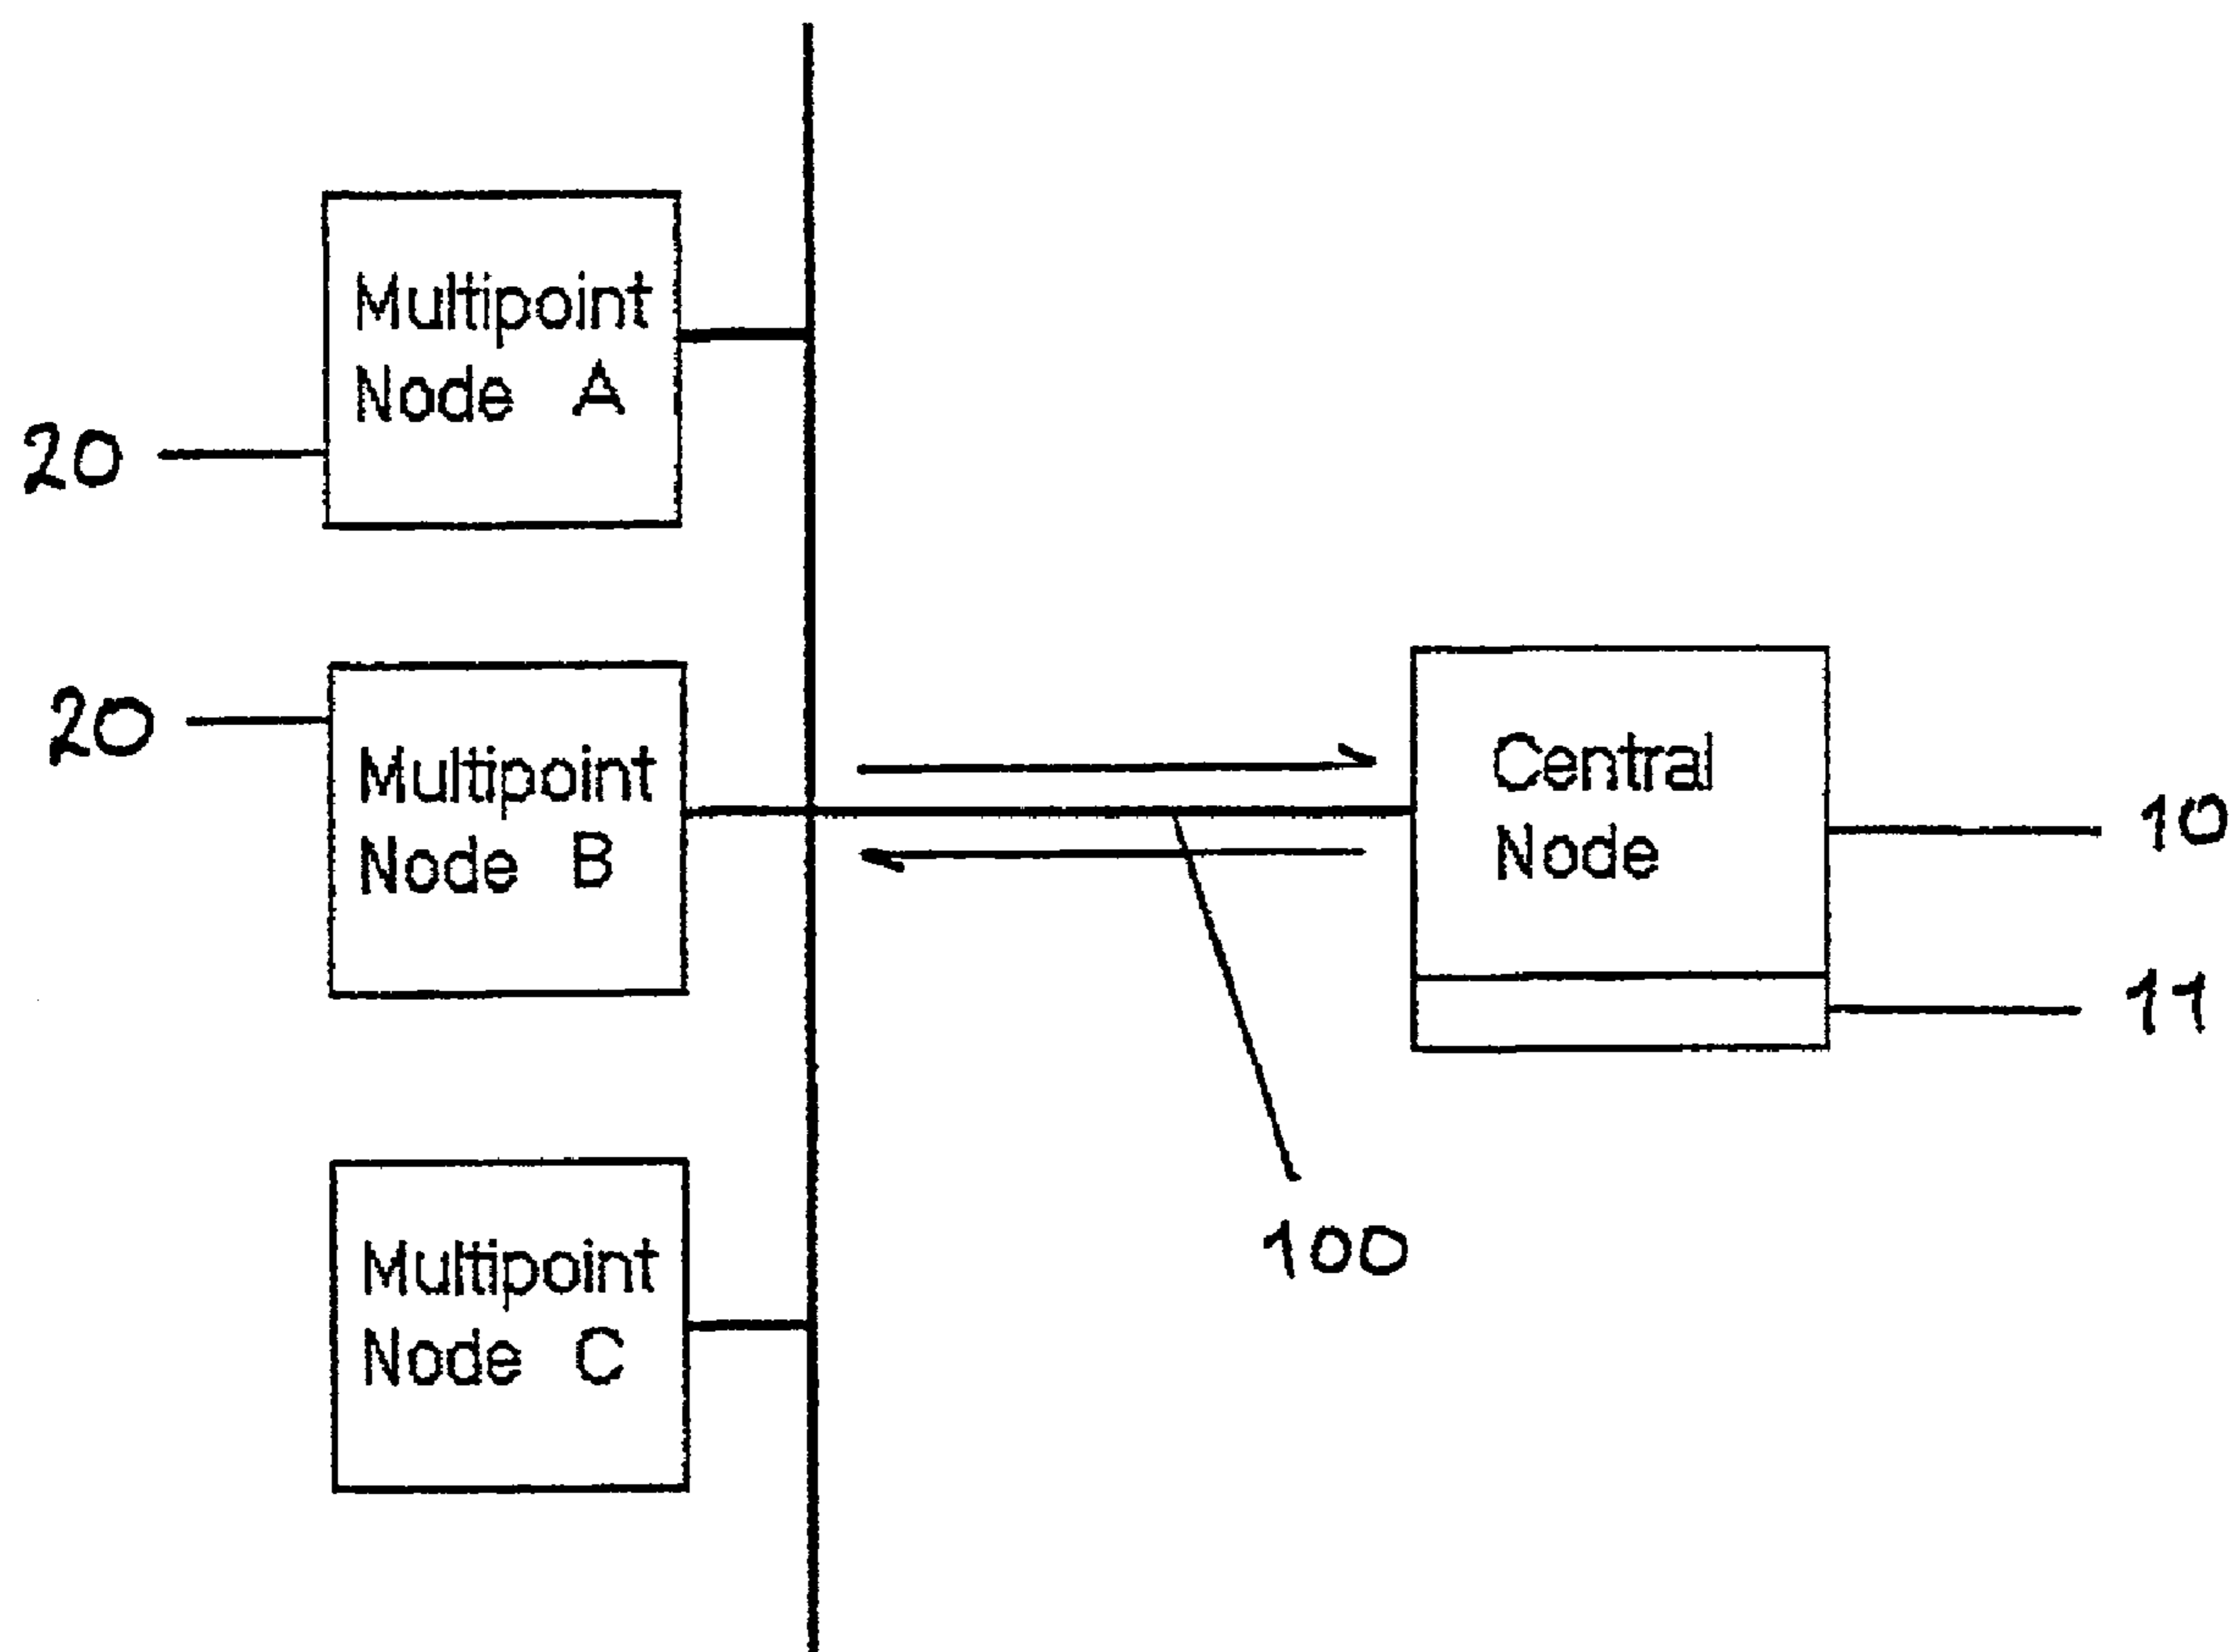 Multipoint
Node A
20
20
Multipoint
Node B
Central
Node
10
11
Multipoint
Node C
100